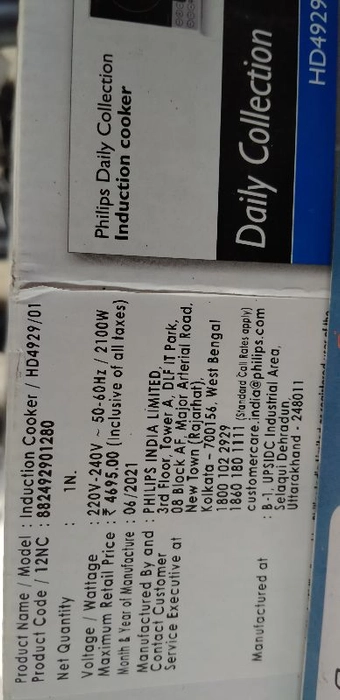 Philips Daily Collection
Induction cooker
Daily Collection
HD4929
Product Name / Model : Induction Cooker / HD4929/01
Product Code / 12NC : 882492901280
Net Quantity : 1N.
Voltage / Wattage : 220V-240V ~ 50-60Hz / 2100W
Maximum Retail Price : ₹ 4695.00 (Inclusive of all taxes)
Month & Year of Manufacture : 06/2021
Manufactured By and : PHILIPS INDIA LIMITED,
Contact Customer 3rd Floor, Tower A, DLF IT Park,
Service Executive at 08 Block AF, Major Arterial Road,
New Town (Rajarhat),
Kolkata - 700 156, West Bengal
1800 102 2929
1860 180 1111 (Standard Call Rates apply)
customercare.india@philips.com
Manufactured at : B-1, UPSIDC Industrial Area,
Selaqui Dehradun,
Uttarakhand - 248011